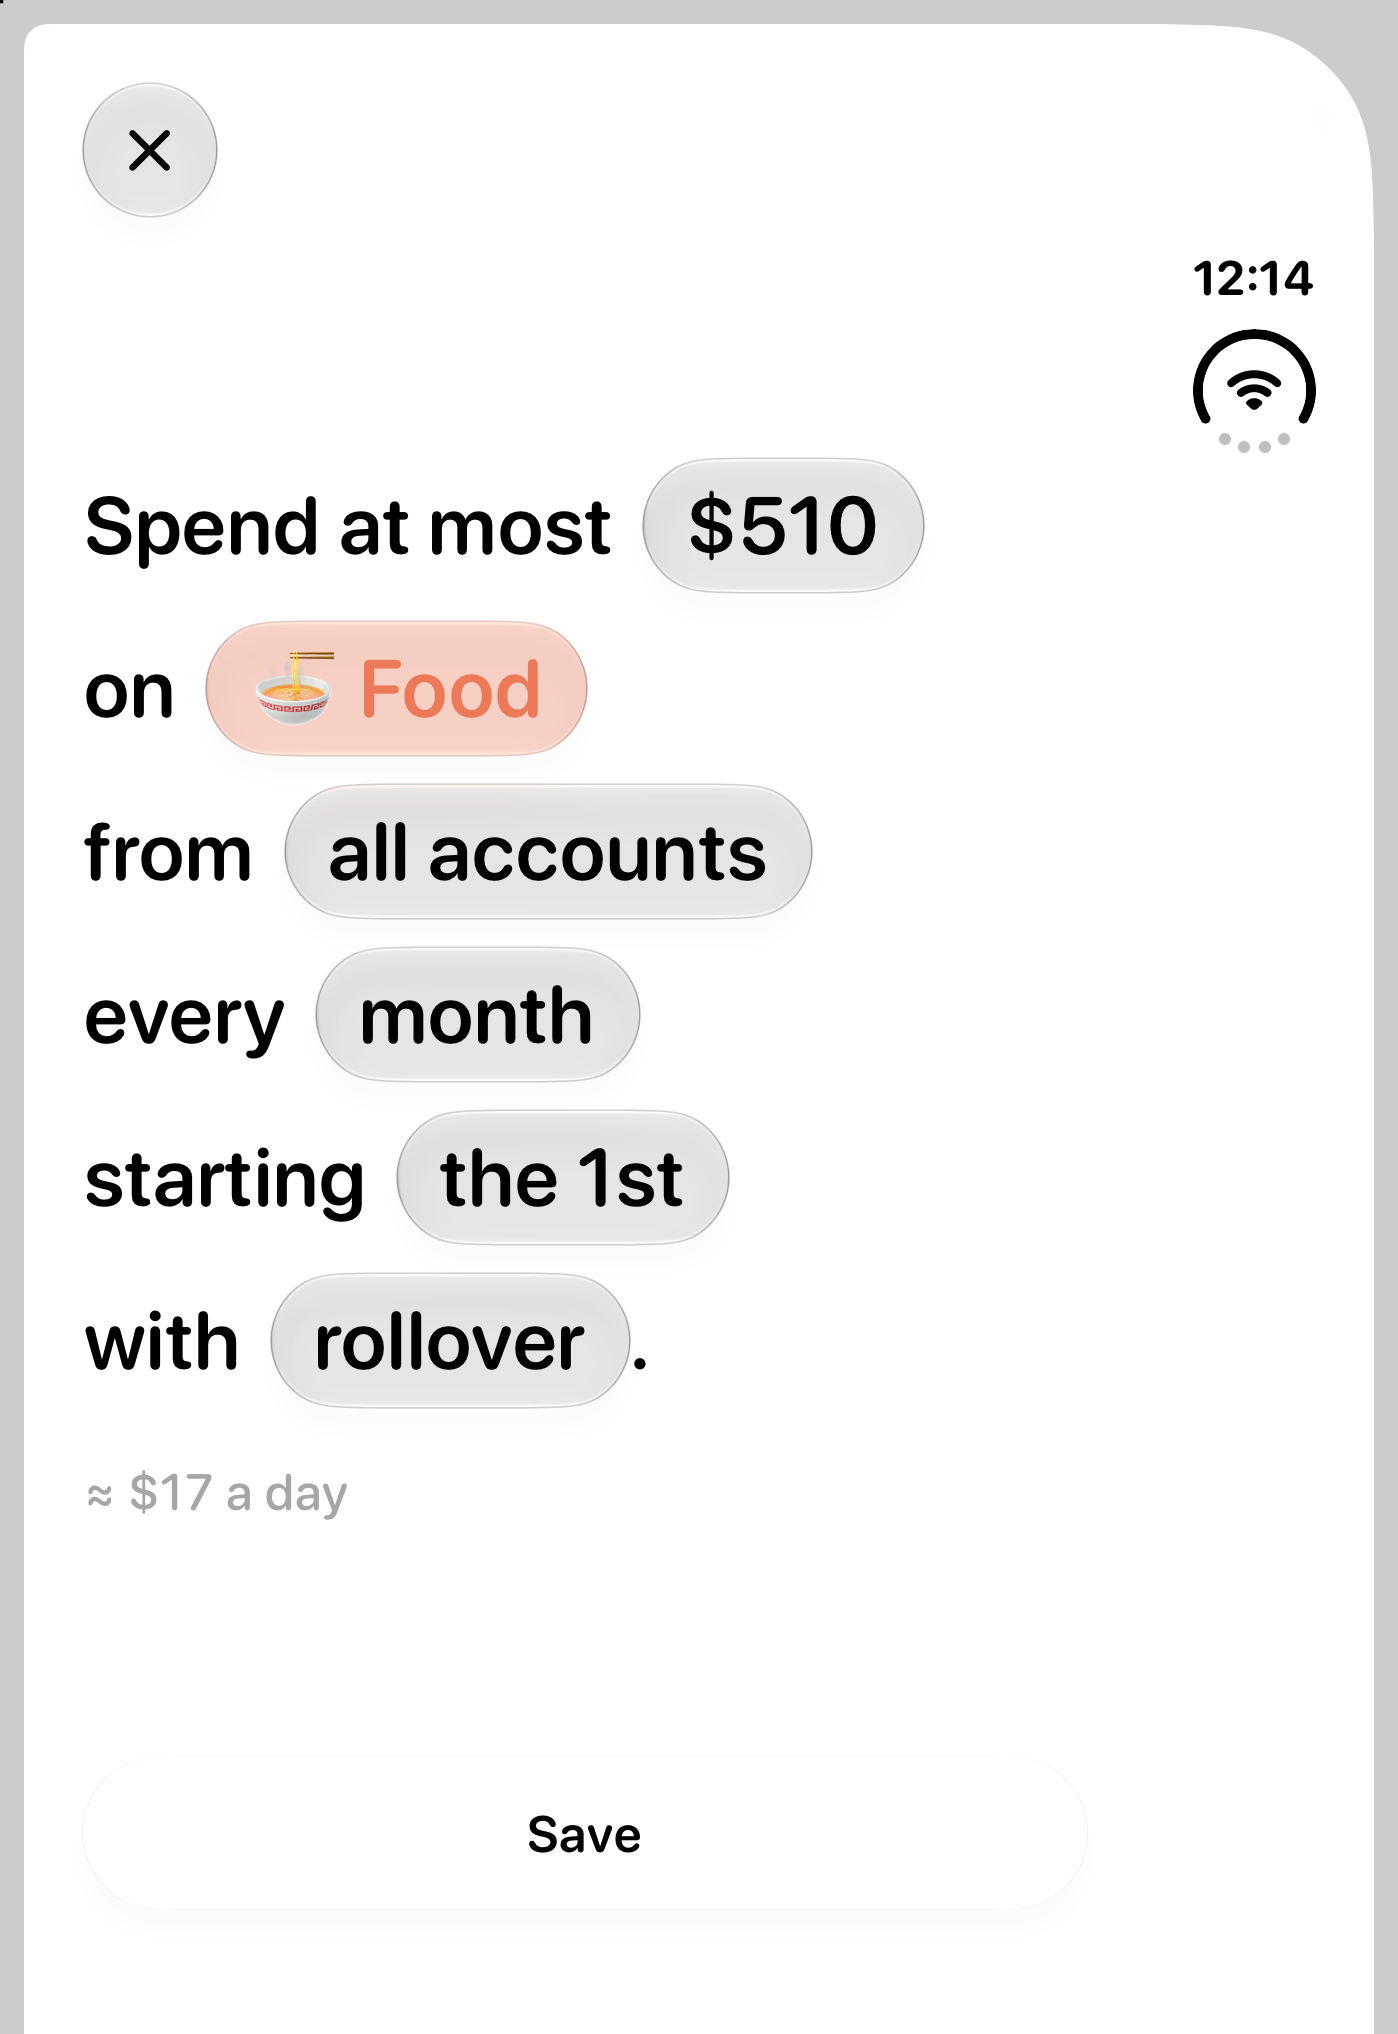 12:14
Spend at most $510
on 🍜 Food
from all accounts
every month
starting the 1st
with rollover.
≈ $17 a day
Save